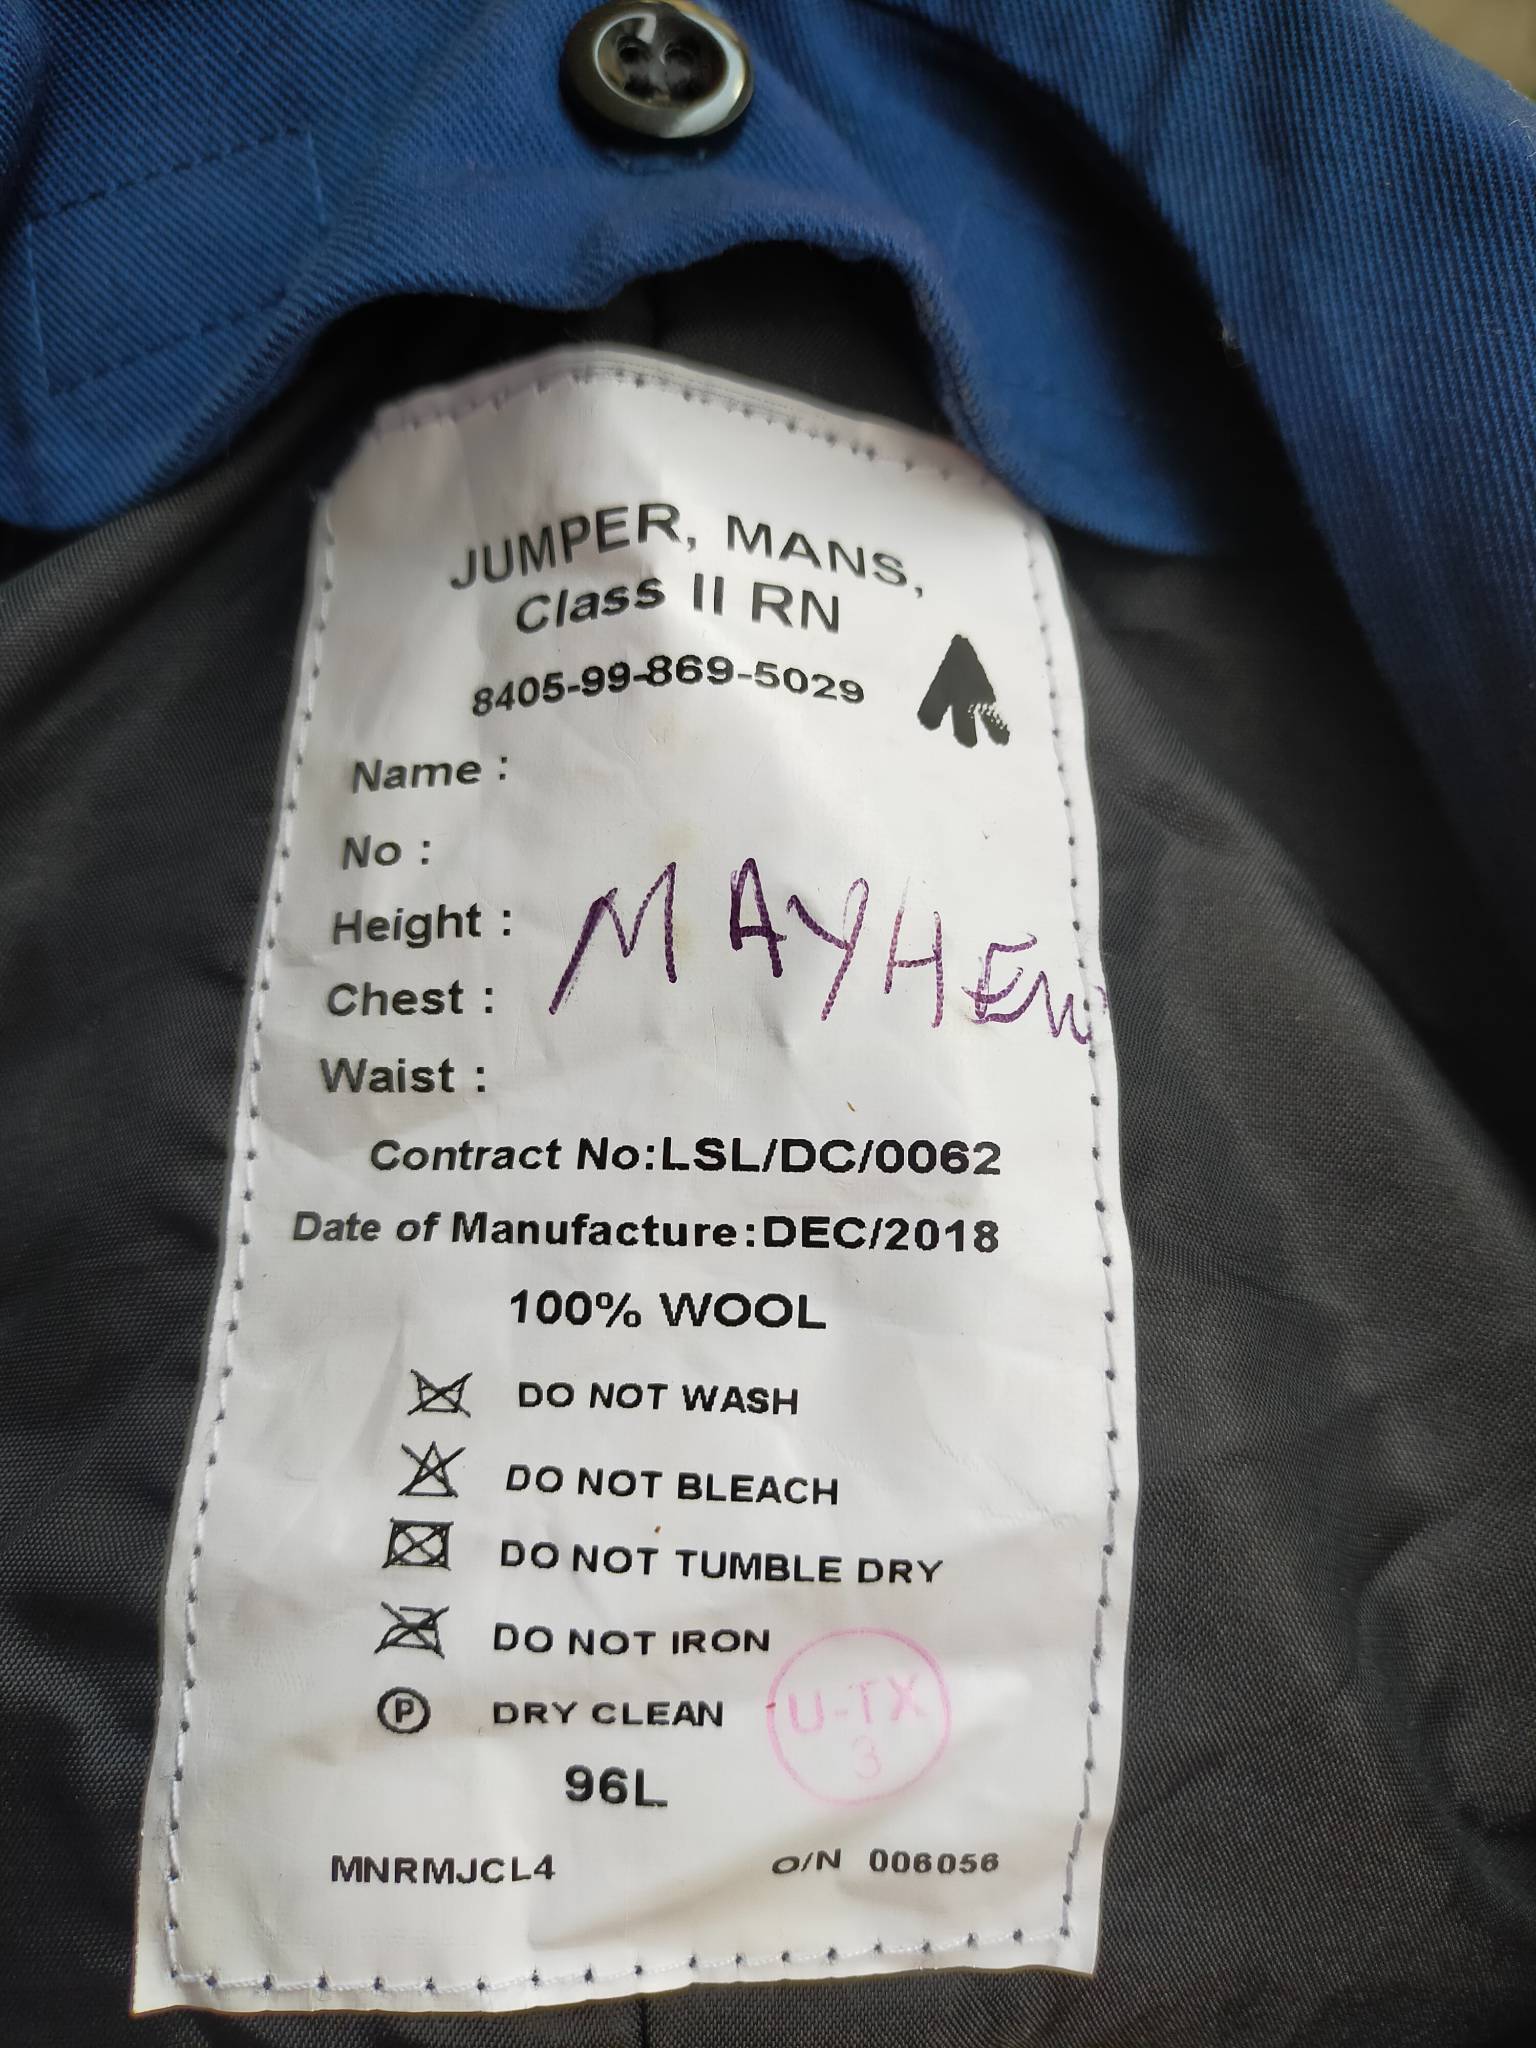 JUMPER, MANS,
Class II RN
8405-99-869-5029
Name :
No :
Height :
MAYHEW
Chest :
Waist :
Contract No:LSL/DC/0062
Date of Manufacture:DEC/2018
100% WOOL
DO NOT WASH
DO NOT BLEACH
DO NOT TUMBLE DRY
DO NOT IRON
P DRY CLEAN
U-TX
3
96L
MNRMJCL4 O/N 006056